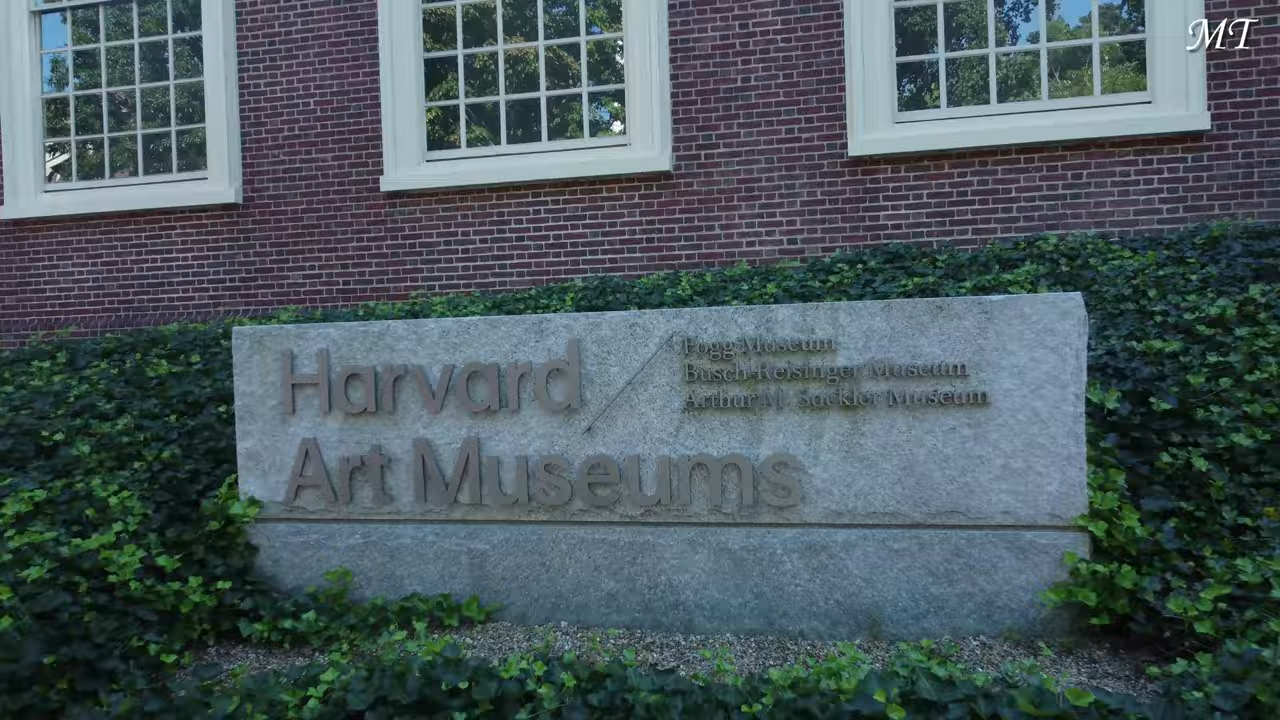 MT
Harvard
Art Museums
Fogg Museum
Busch-Reisinger Museum
Arthur M. Sackler Museum